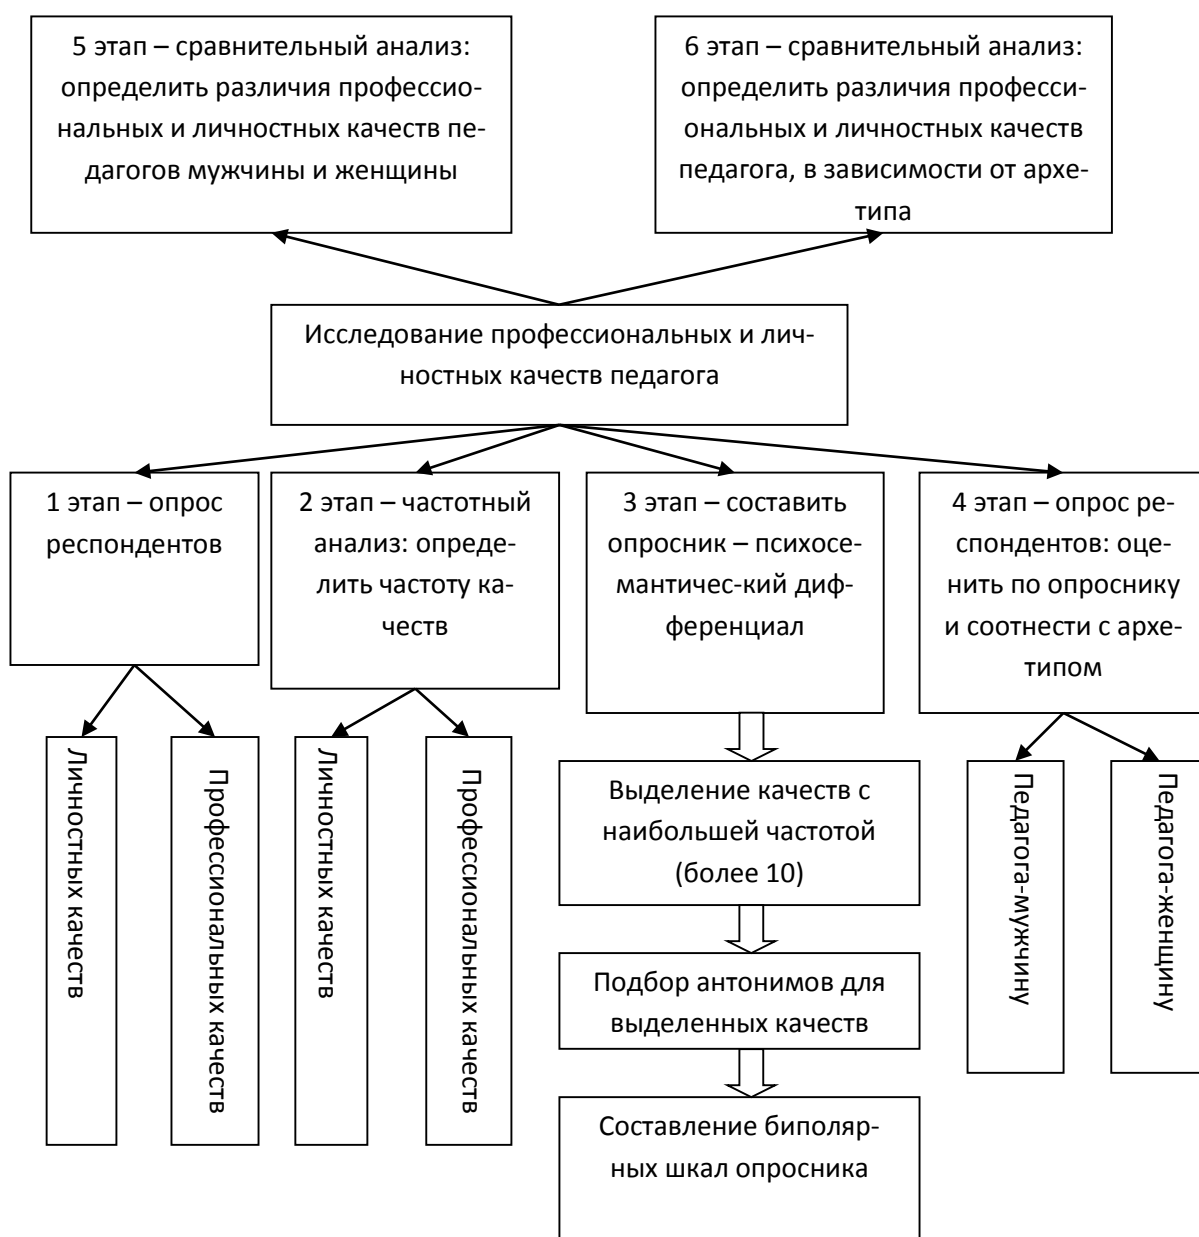 5 этап – сравнительный анализ:
определить различия профессио-
нальных и личностных качеств пе-
дагогов мужчины и женщины
6 этап – сравнительный анализ:
определить различия професси-
ональных и личностных качеств
педагога, в зависимости от архе-
типа
Исследование профессиональных и лич-
ностных качеств педагога
1 этап – опрос
респондентов
2 этап – частотный
анализ: опреде-
лить частоту ка-
честв
3 этап – составить
опросник – психосе-
мантичес-кий диф-
ференциал
4 этап – опрос ре-
спондентов: оце-
нить по опроснику
и соотнести с архе-
типом
Личностных качеств
Профессиональных качеств
Личностных качеств
Профессиональных качеств
Выделение качеств с
наибольшей частотой
(более 10)
Подбор антонимов для
выделенных качеств
Составление биполяр-
ных шкал опросника
Педагога-мужчину
Педагога-женщину